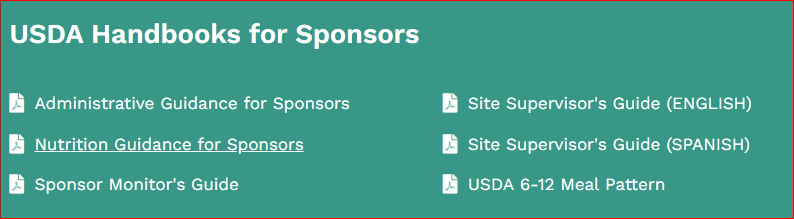 USDA Handbooks for Sponsors
Administrative Guidance for Sponsors
Nutrition Guidance for Sponsors
Sponsor Monitor's Guide
Site Supervisor's Guide (ENGLISH)
Site Supervisor's Guide (SPANISH)
USDA 6-12 Meal Pattern